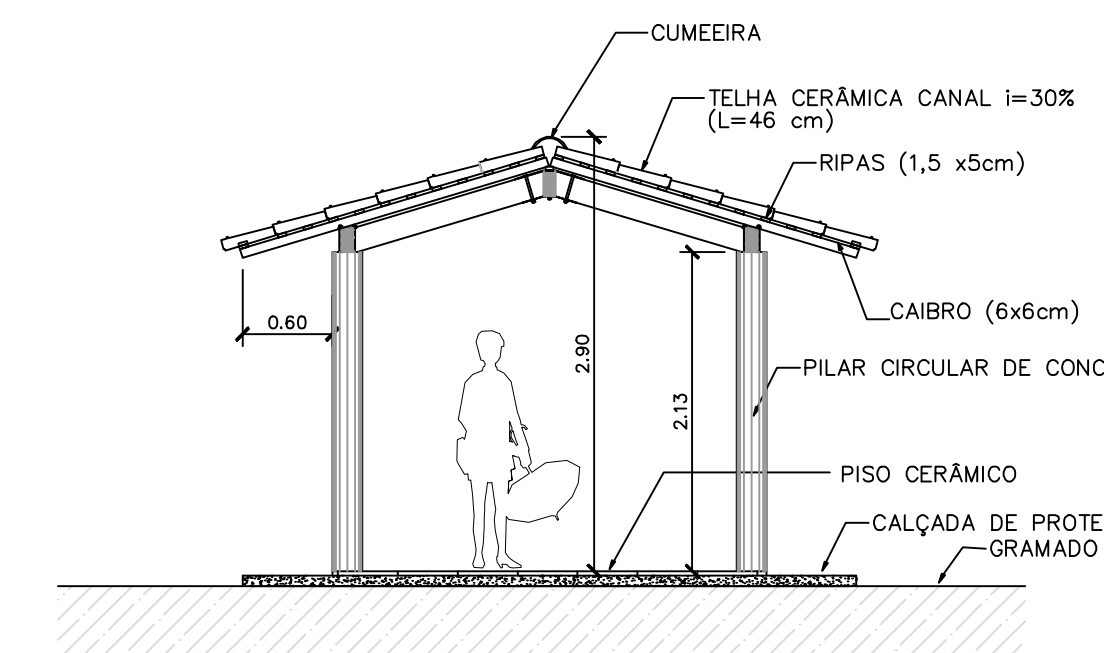 CUMEEIRA
TELHA CERÂMICA CANAL i=30%
(L=46 cm)
RIPAS (1,5 x5cm)
CAIBRO (6x6cm)
0.60
2.90
PILAR CIRCULAR DE CONC
2.13
PISO CERÂMICO
CALÇADA DE PROTE
GRAMADO